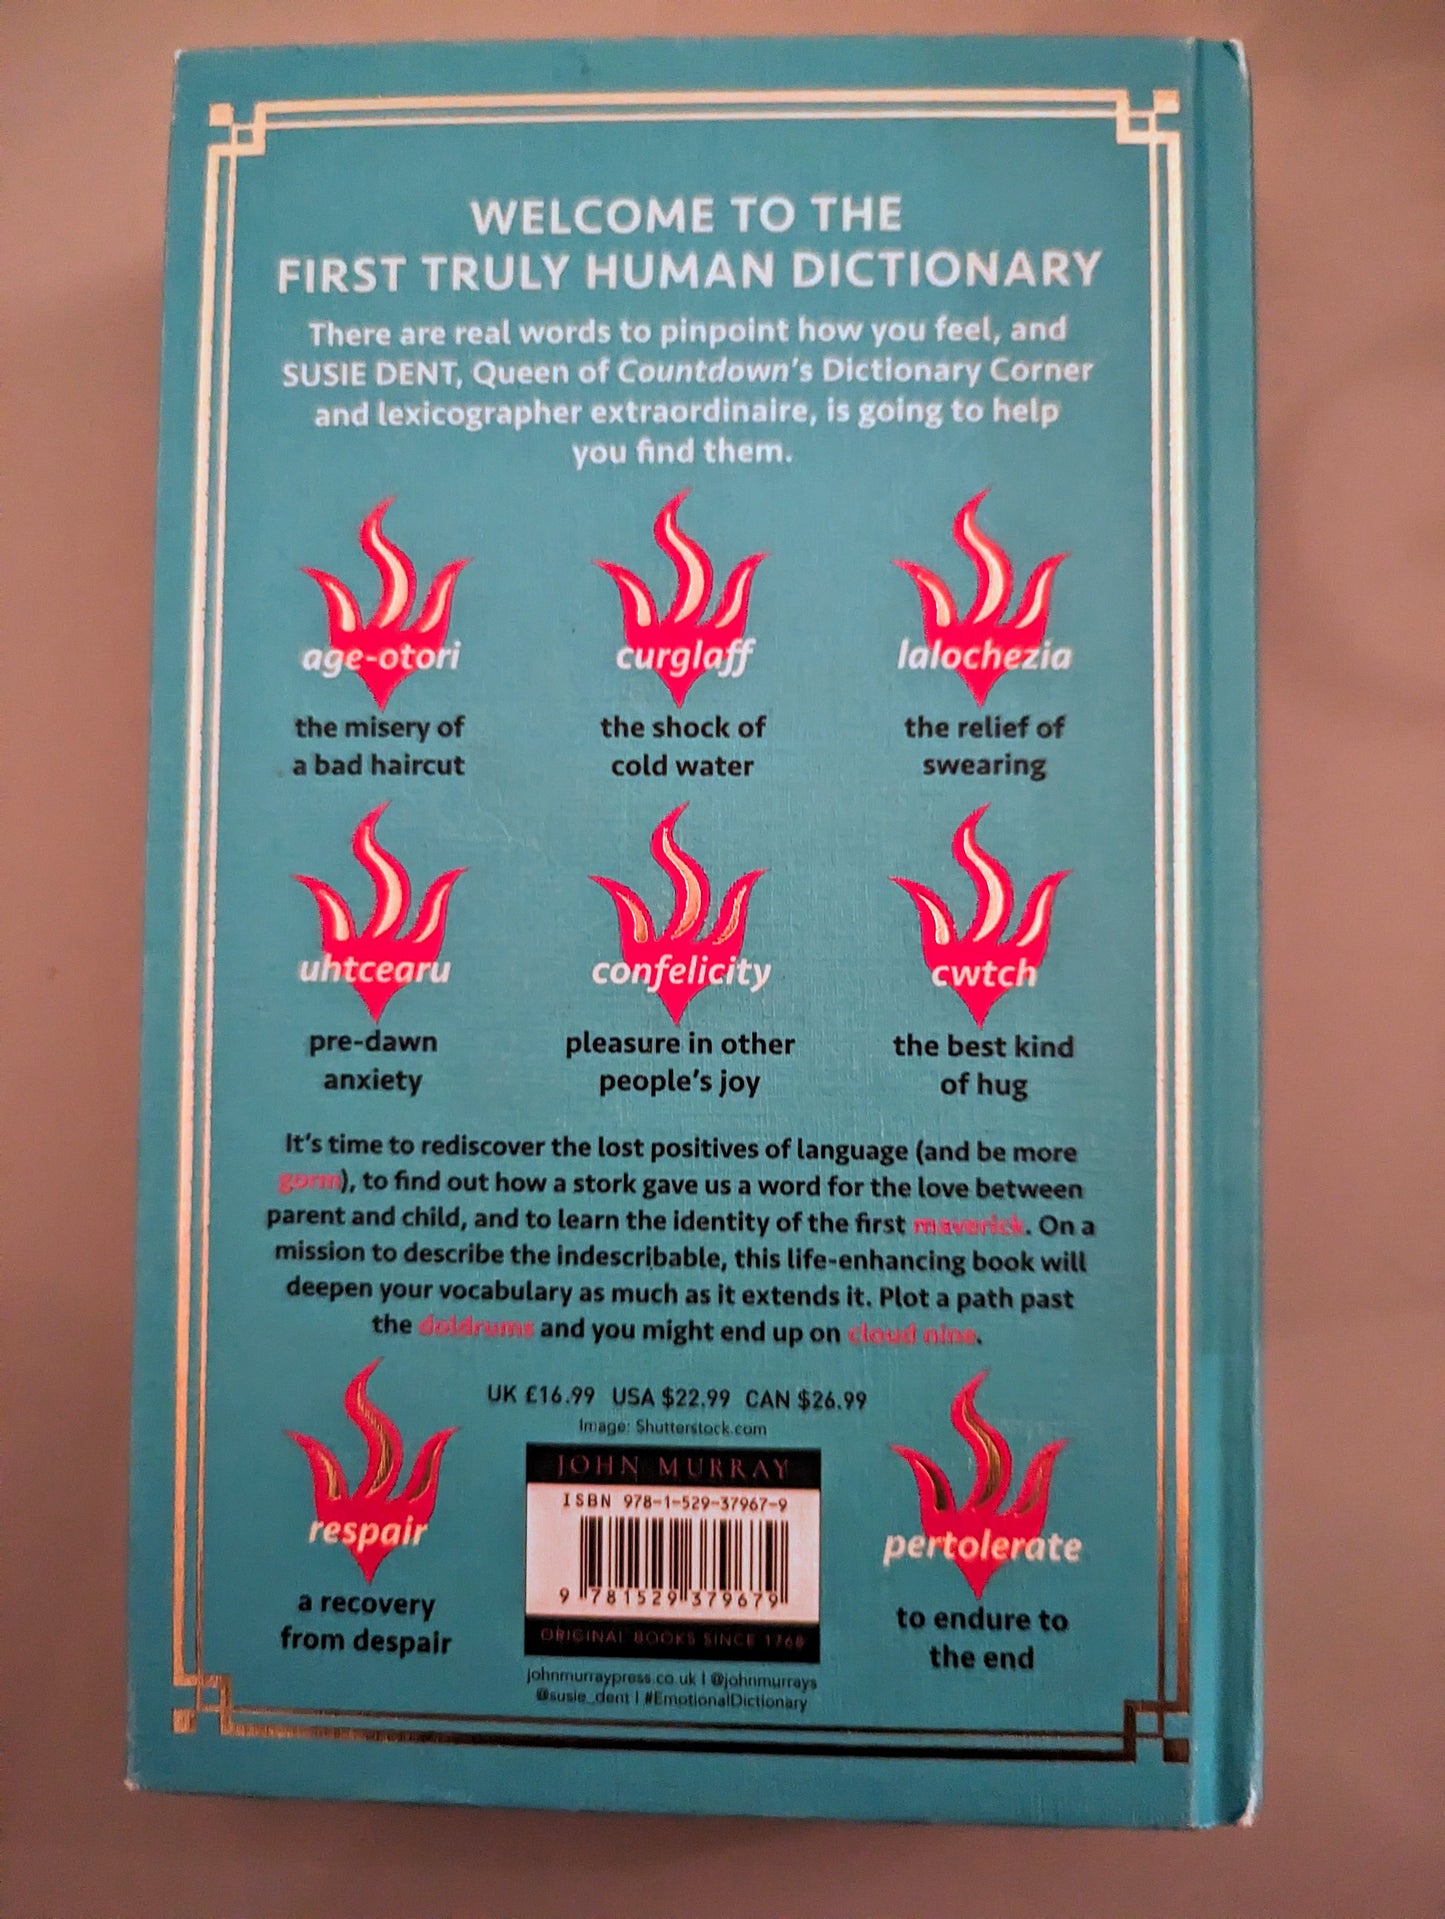 WELCOME TO THE
FIRST TRULY HUMAN DICTIONARY
There are real words to pinpoint how you feel, and
SUSIE DENT, Queen of Countdown's Dictionary Corner
and lexicographer extraordinaire, is going to help
you find them.
age-otori
the misery of
a bad haircut
curglaff
the shock of
cold water
lalochezia
the relief of
swearing
uhtcearu
pre-dawn
anxiety
confelicity
pleasure in other
people's joy
cwtch
the best kind
of hug
It's time to rediscover the lost positives of language (and be more
gorm), to find out how a stork gave us a word for the love between
parent and child, and to learn the identity of the first maverick. On a
mission to describe the indescribable, this life-enhancing book will
deepen your vocabulary as much as it extends it. Plot a path past
the doldrums and you might end up on cloud nine.
respair
a recovery
from despair
UK £16.99 USA $22.99 CAN $26.99
Image: Shutterstock.com
JOHN MURRAY
ISBN 978-1-529-37967-9
9 781529 379679
ORIGINAL BOOKS SINCE 1768
johnmurraypress.co.uk | @johnmurrays
@susie_dent | #EmotionalDictionary
pertolerate
to endure to
the end